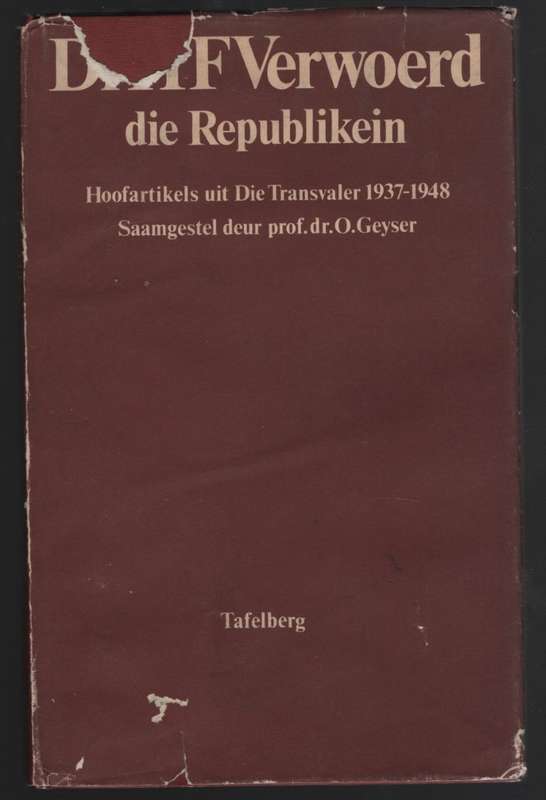 F Verwoerd
die Republikein
Hoofartikels uit Die Transvaler 1937-1948
Saamgestel deur prof. dr. O. Geyser
Tafelberg